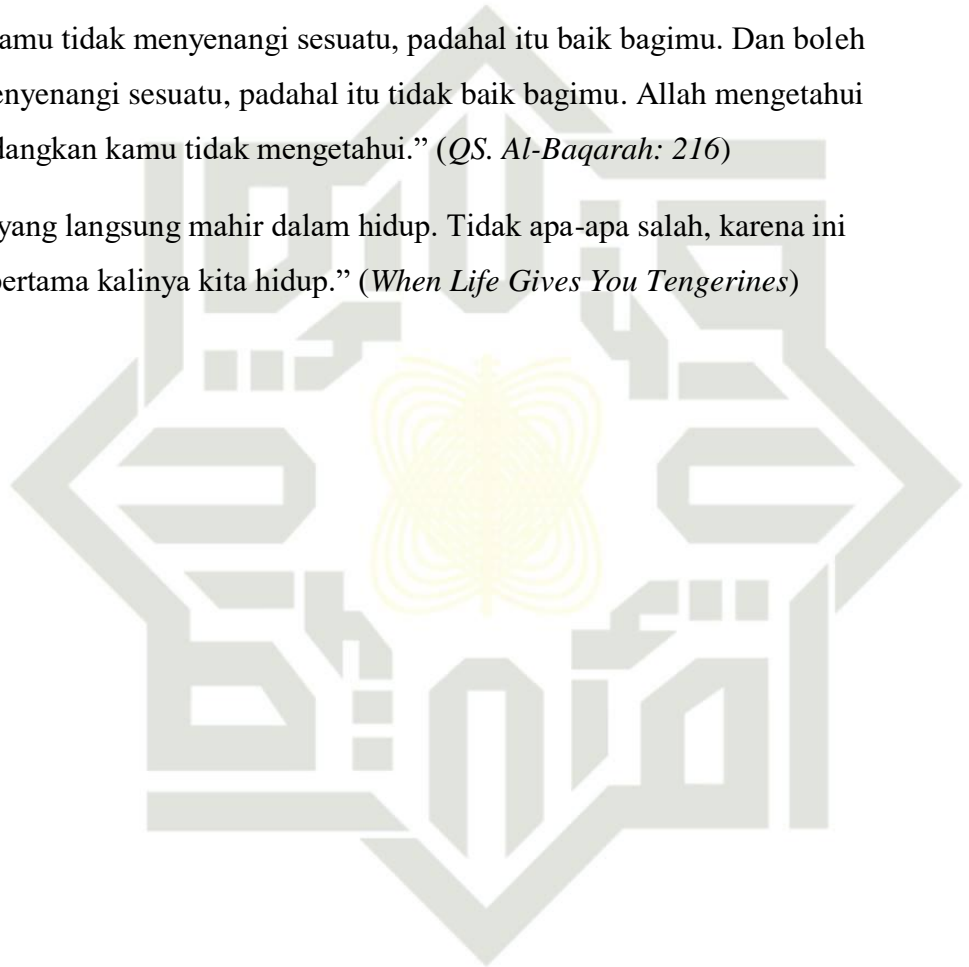 amu tidak menyenangi sesuatu, padahal itu baik bagimu. Dan boleh
enyenangi sesuatu, padahal itu tidak baik bagimu. Allah mengetahui
dangkan kamu tidak mengetahui.” (QS. Al-Baqarah: 216)
yang langsung mahir dalam hidup. Tidak apa-apa salah, karena ini
pertama kalinya kita hidup.” (When Life Gives You Tengerines)